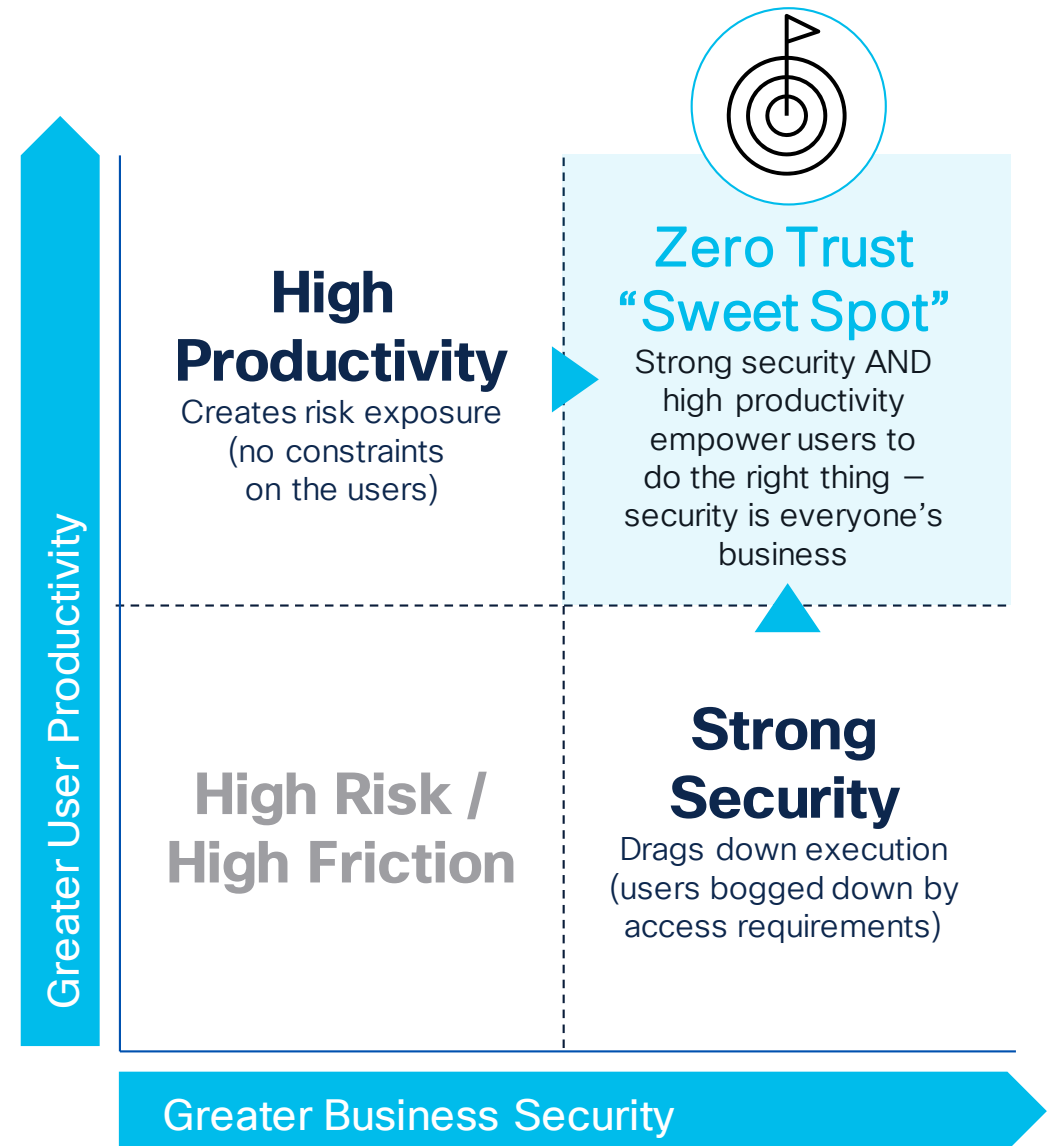 Zero Trust
“Sweet Spot”
Strong security AND
high productivity
empower users to
do the right thing –
security is everyone’s
business
High
Productivity
Creates risk exposure
(no constraints
on the users)
High Risk /
High Friction
Strong
Security
Drags down execution
(users bogged down by
access requirements)
Greater User Productivity
Greater Business Security